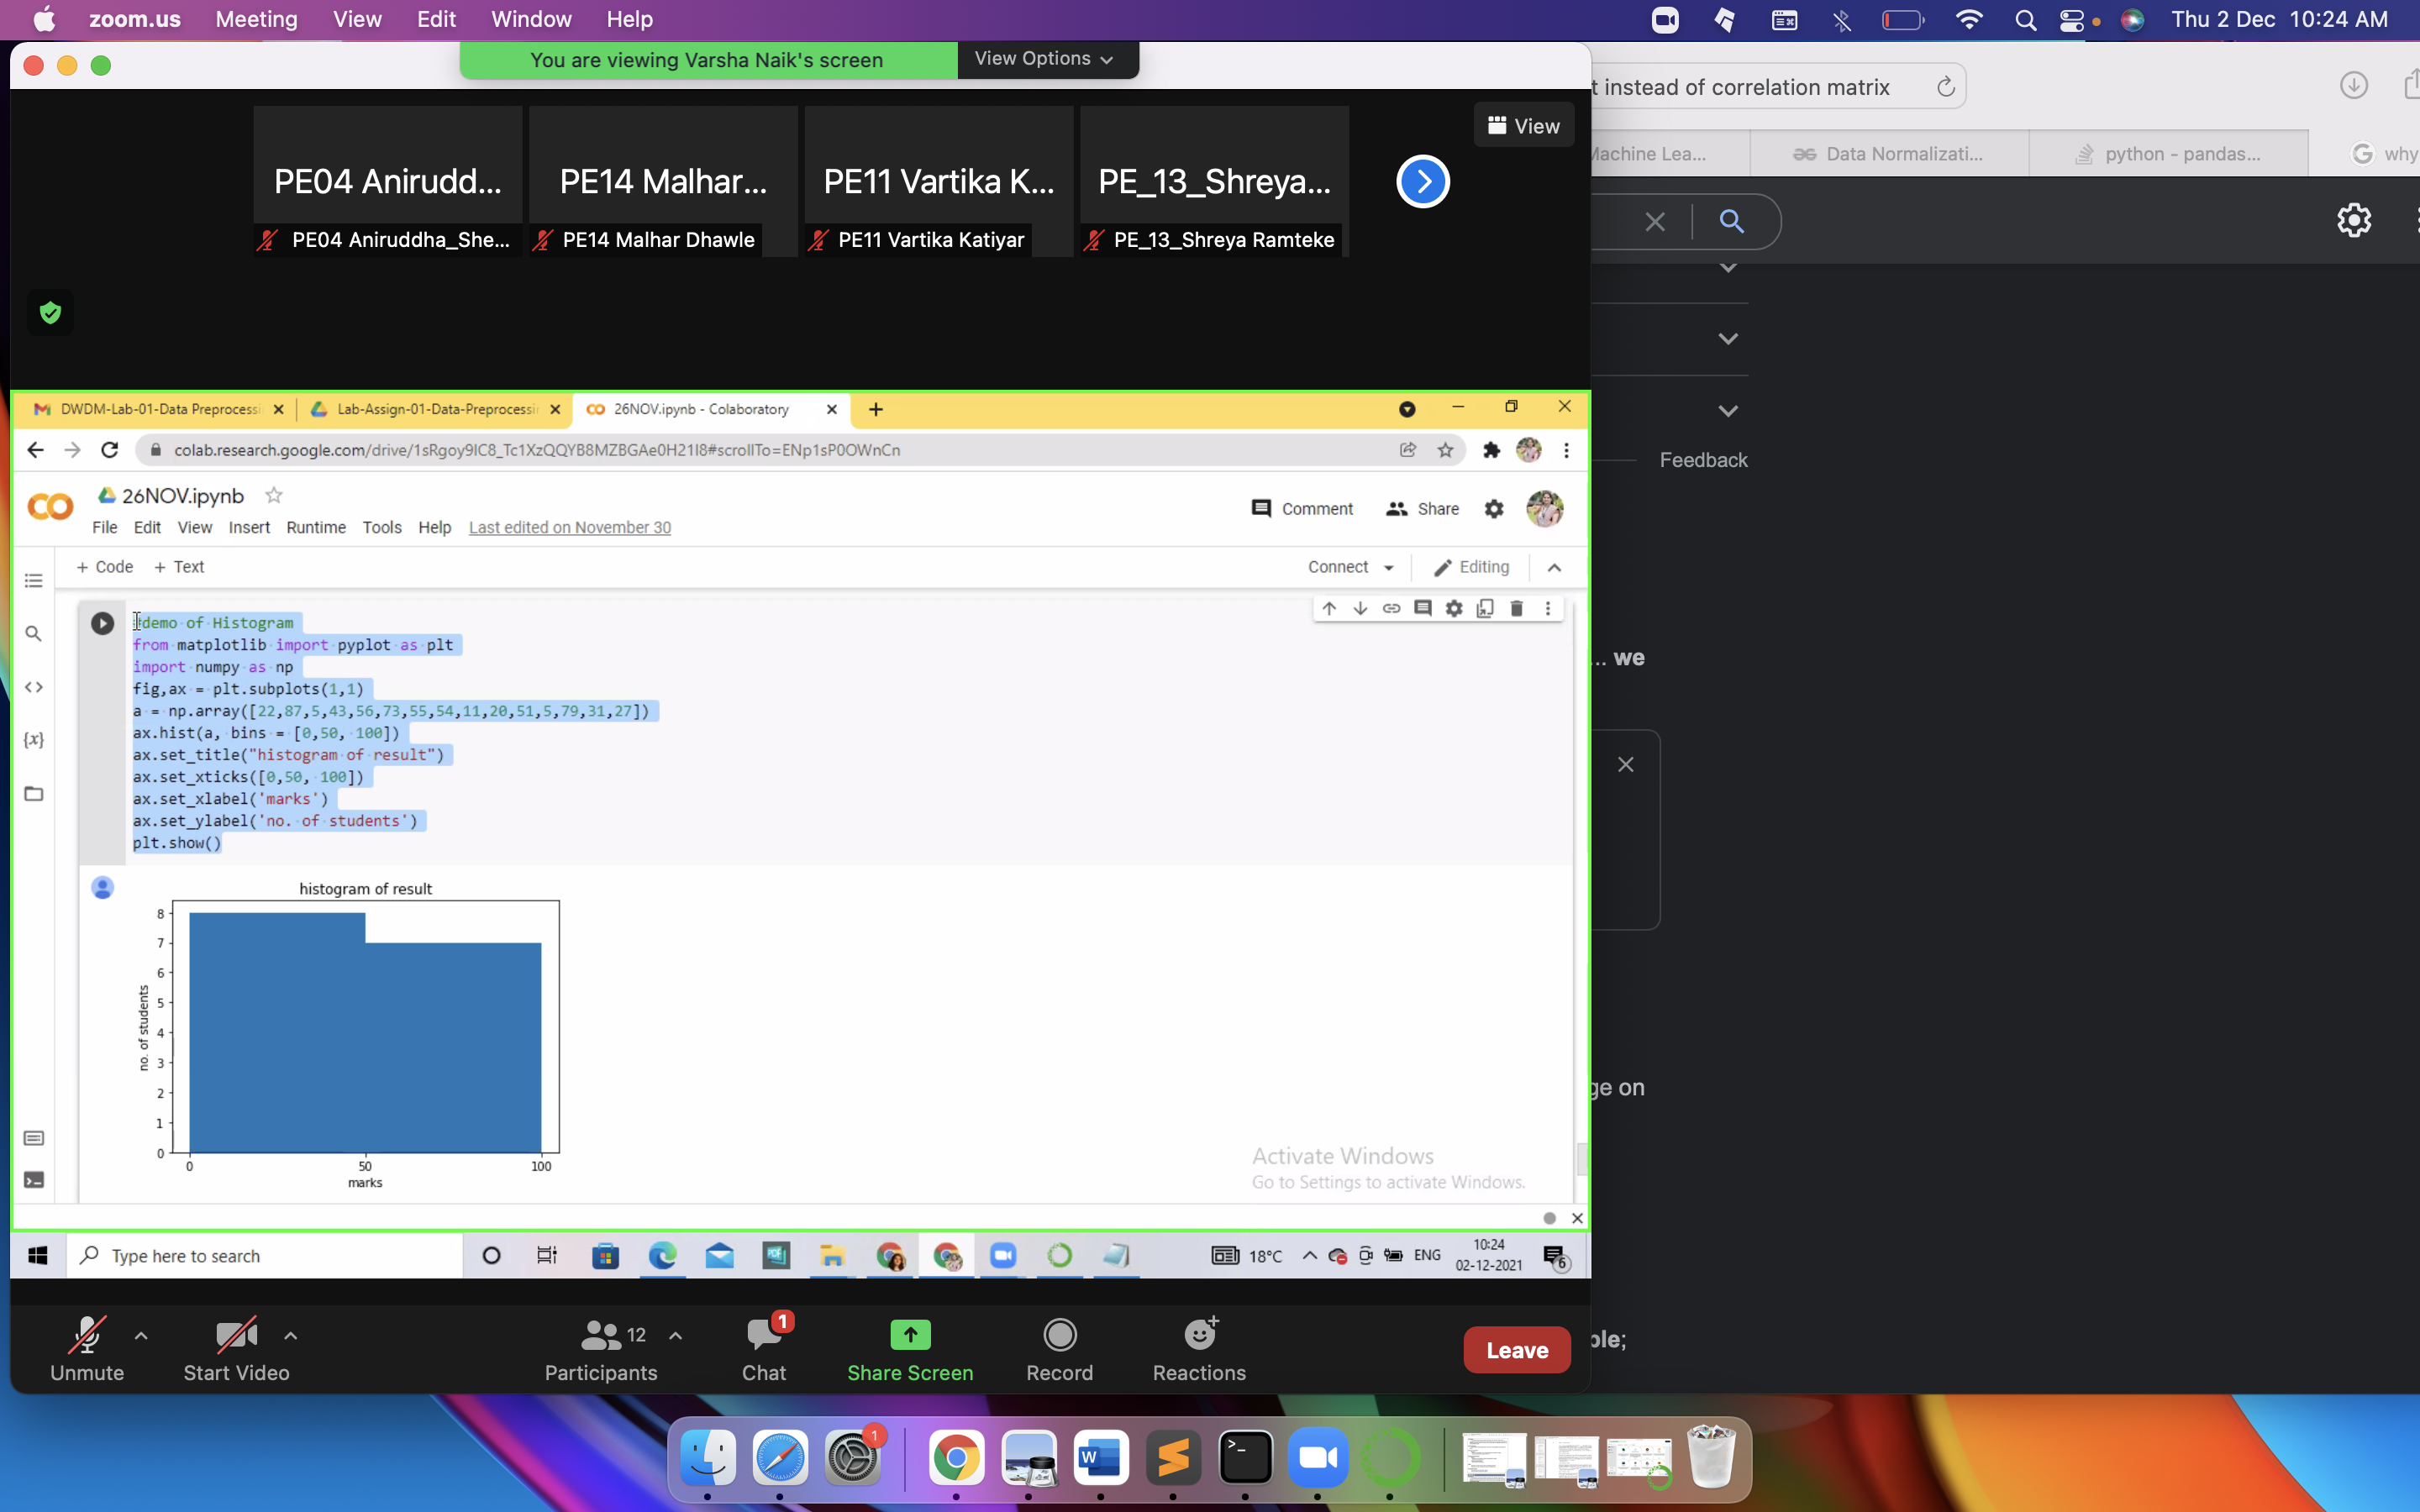 zoom.us Meeting View Edit Window Help
Thu 2 Dec 10:24 AM
You are viewing Varsha Naik's screen
View Options
t instead of correlation matrix
View
PE04 Anirudd...
PE14 Malhar...
PE11 Vartika K...
PE_13_Shreya...
PE04 Aniruddha_She...
PE14 Malhar Dhawle
PE11 Vartika Katiyar
PE_13_Shreya Ramteke
Machine Lea...
Data Normalizati...
python - pandas...
why
Feedback
... we
ge on
ble;
DWDM-Lab-01-Data Preprocessi
Lab-Assign-01-Data-Preprocessin
26NOV.ipynb - Colaboratory
colab.research.google.com/drive/1sRgoy9IC8_Tc1XzQQYB8MZBGAe0H21I8#scrollTo=ENp1sP0OWnCn
26NOV.ipynb
File Edit View Insert Runtime Tools Help Last edited on November 30
Comment
Share
+ Code + Text
Connect
Editing
#demo of Histogram
from matplotlib import pyplot as plt
import numpy as np
fig,ax = plt.subplots(1,1)
a = np.array([22,87,5,43,56,73,55,54,11,20,51,5,79,31,27])
ax.hist(a, bins = [0,50, 100])
ax.set_title("histogram of result")
ax.set_xticks([0,50, 100])
ax.set_xlabel('marks')
ax.set_ylabel('no. of students')
plt.show()
histogram of result
8
7
6
5
4
3
2
1
0
no. of students
0 50 100
marks
Activate Windows
Go to Settings to activate Windows.
Type here to search
18°C
ENG
10:24
02-12-2021
6
Unmute
Start Video
12
Participants
1
Chat
Share Screen
Record
Reactions
Leave
1
W